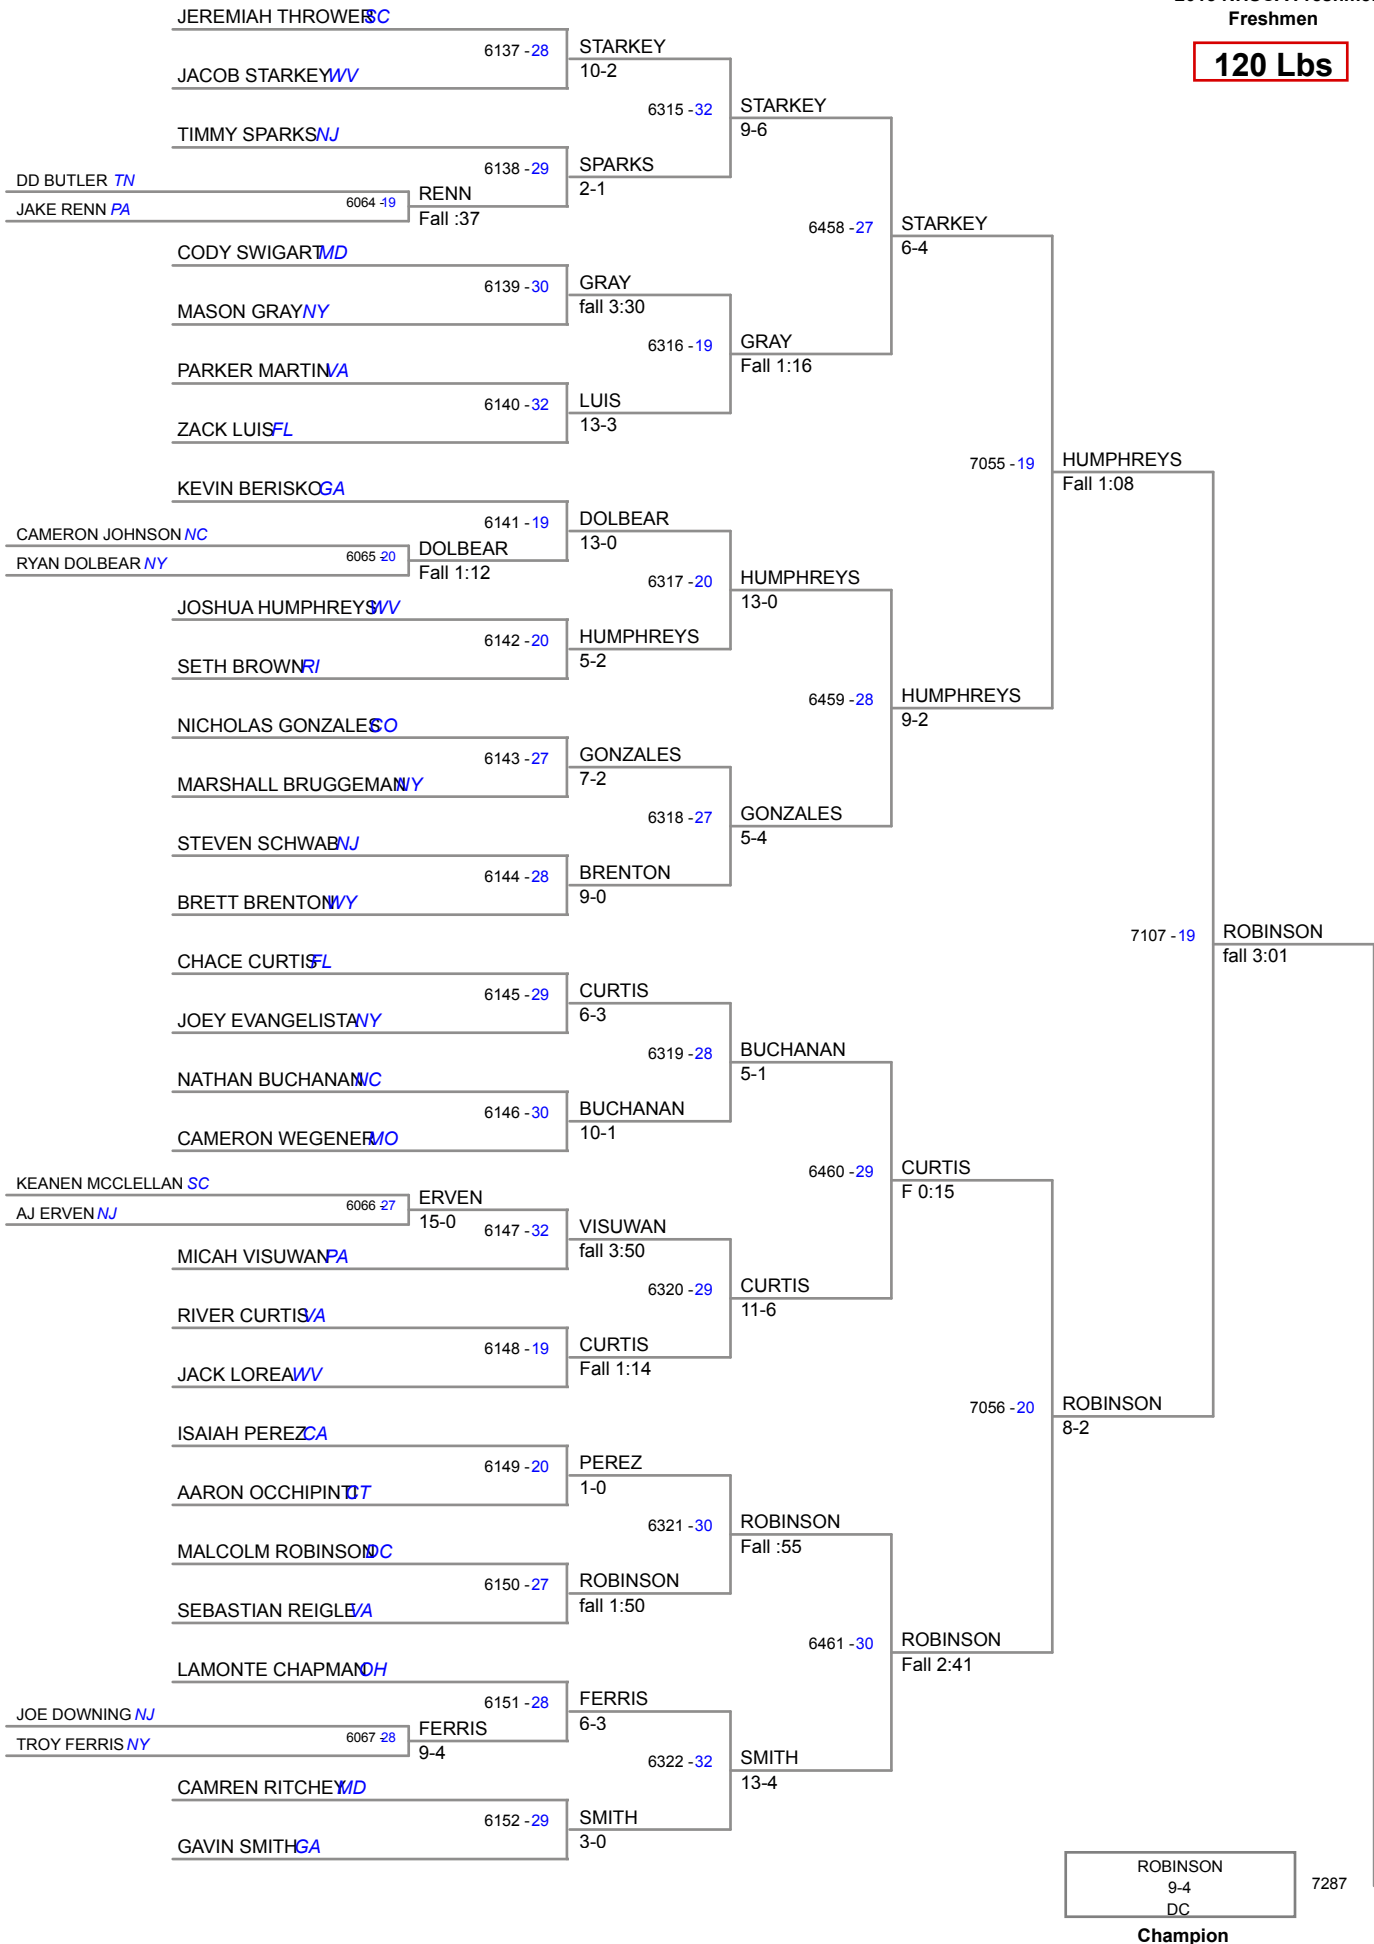 JEREMIAH THROWER SC
Freshmen
6137 - 28 STARKEY
10-2
120 Lbs
JACOB STARKEY WV
6315 - 32 STARKEY
9-6
TIMMY SPARKS NJ
6138 - 29 SPARKS
2-1
DD BUTLER TN
JAKE RENN PA
6064 - 19 RENN
Fall :37
6458 - 27 STARKEY
6-4
CODY SWIGART MD
6139 - 30 GRAY
fall 3:30
MASON GRAY NY
6316 - 19 GRAY
Fall 1:16
PARKER MARTIN VA
6140 - 32 LUIS
13-3
ZACK LUIS FL
7055 - 19 HUMPHREYS
Fall 1:08
KEVIN BERISKO GA
6141 - 19 DOLBEAR
13-0
CAMERON JOHNSON NC
RYAN DOLBEAR NY
6065 - 20 DOLBEAR
Fall 1:12
6317 - 20 HUMPHREYS
13-0
JOSHUA HUMPHREYS WV
6142 - 20 HUMPHREYS
5-2
SETH BROWN RI
6459 - 28 HUMPHREYS
9-2
NICHOLAS GONZALES CO
6143 - 27 GONZALES
7-2
MARSHALL BRUGGEMAN NY
6318 - 27 GONZALES
5-4
STEVEN SCHWAB NJ
6144 - 28 BRENTON
9-0
BRETT BRENTON WY
7107 - 19 ROBINSON
fall 3:01
CHACE CURTIS FL
6145 - 29 CURTIS
6-3
JOEY EVANGELISTA NY
6319 - 28 BUCHANAN
5-1
NATHAN BUCHANAN NC
6146 - 30 BUCHANAN
10-1
CAMERON WEGENER MO
6460 - 29 CURTIS
F 0:15
KEANEN MCCLELLAN SC
AJ ERVEN NJ
6066 - 27 ERVEN
15-0
6147 - 32 VISUWAN
fall 3:50
MICAH VISUWAN PA
6320 - 29 CURTIS
11-6
RIVER CURTIS VA
6148 - 19 CURTIS
Fall 1:14
JACK LOREA WV
7056 - 20 ROBINSON
8-2
ISAIAH PEREZ CA
6149 - 20 PEREZ
1-0
AARON OCCHIPINTI CT
6321 - 30 ROBINSON
Fall :55
MALCOLM ROBINSON DC
6150 - 27 ROBINSON
fall 1:50
SEBASTIAN REIGLE VA
6461 - 30 ROBINSON
Fall 2:41
LAMONTE CHAPMAN OH
6151 - 28 FERRIS
6-3
JOE DOWNING NJ
TROY FERRIS NY
6067 - 28 FERRIS
9-4
6322 - 32 SMITH
13-4
CAMREN RITCHEY MD
6152 - 29 SMITH
3-0
GAVIN SMITH GA
ROBINSON
9-4
DC
7287
Champion